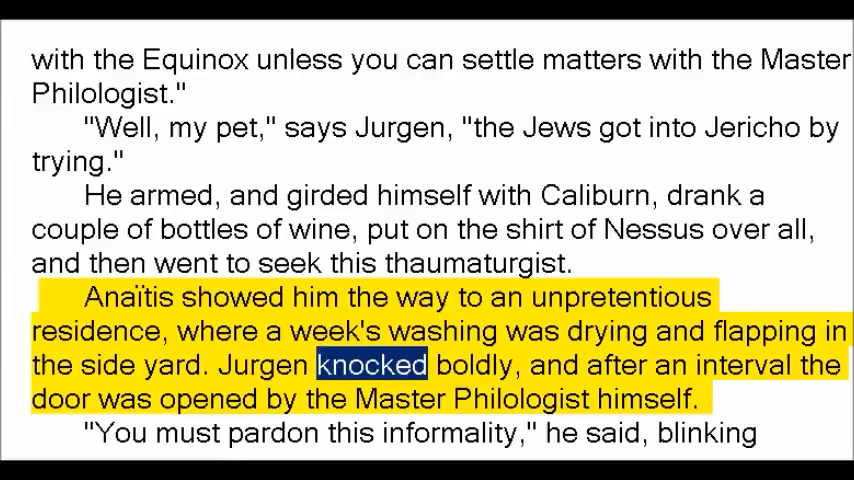 with the Equinox unless you can settle matters with the Master
Philologist."
"Well, my pet," says Jurgen, "the Jews got into Jericho by
trying."
He armed, and girded himself with Caliburn, drank a
couple of bottles of wine, put on the shirt of Nessus over all,
and then went to seek this thaumaturgist.
Anaïtis showed him the way to an unpretentious
residence, where a week's washing was drying and flapping in
the side yard. Jurgen knocked boldly, and after an interval the
door was opened by the Master Philologist himself.
"You must pardon this informality," he said, blinking